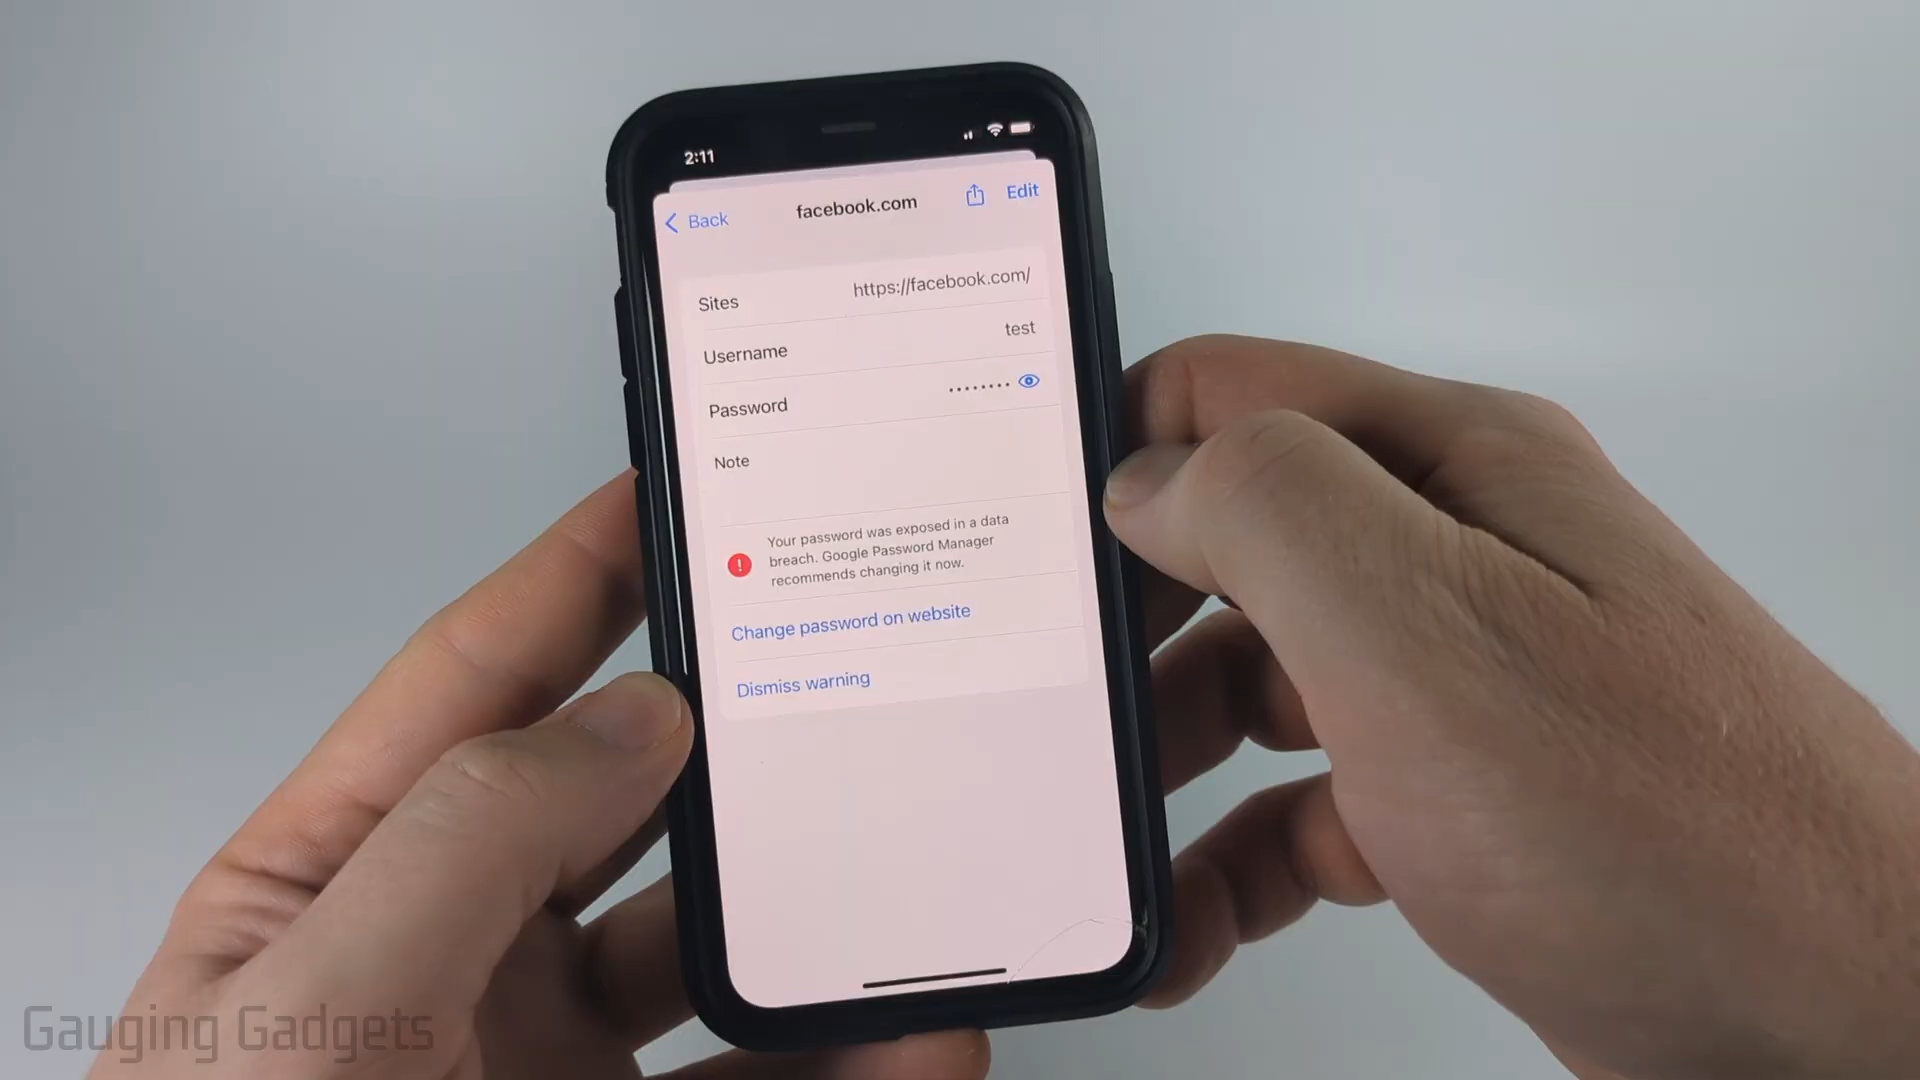 2:11
Back
facebook.com
Edit
Sites
https://facebook.com/
Username
test
Password
••••••••
Note
Your password was exposed in a data
breach. Google Password Manager
recommends changing it now.
Change password on website
Dismiss warning
Gauging Gadgets